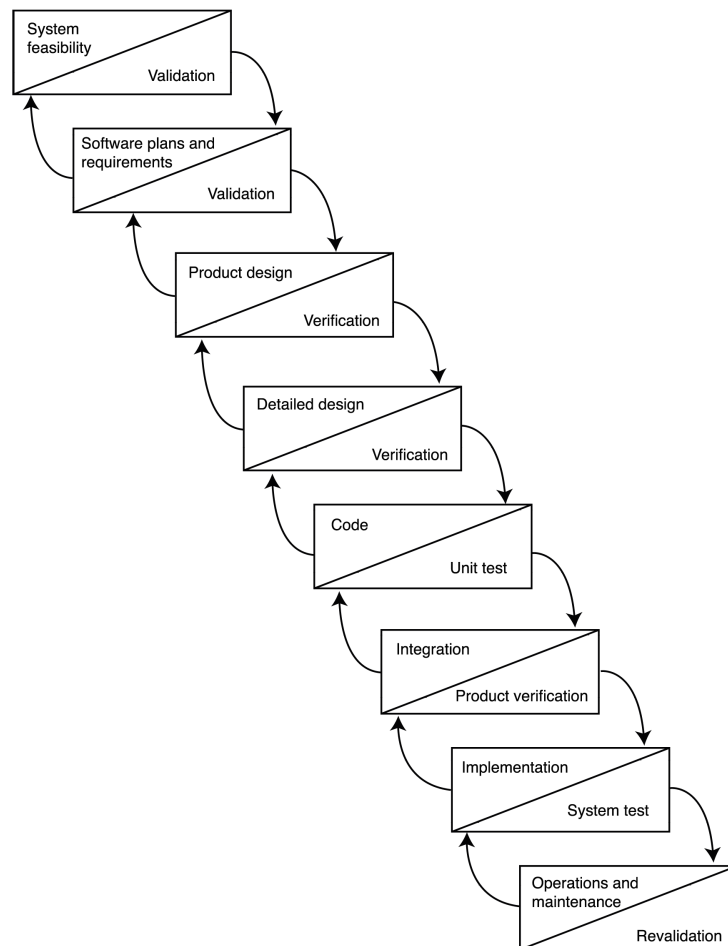 System
feasibility
Validation
Software plans and
requirements
Validation
Product design
Verification
Detailed design
Verification
Code
Unit test
Integration
Product verification
Implementation
System test
Operations and
maintenance
Revalidation